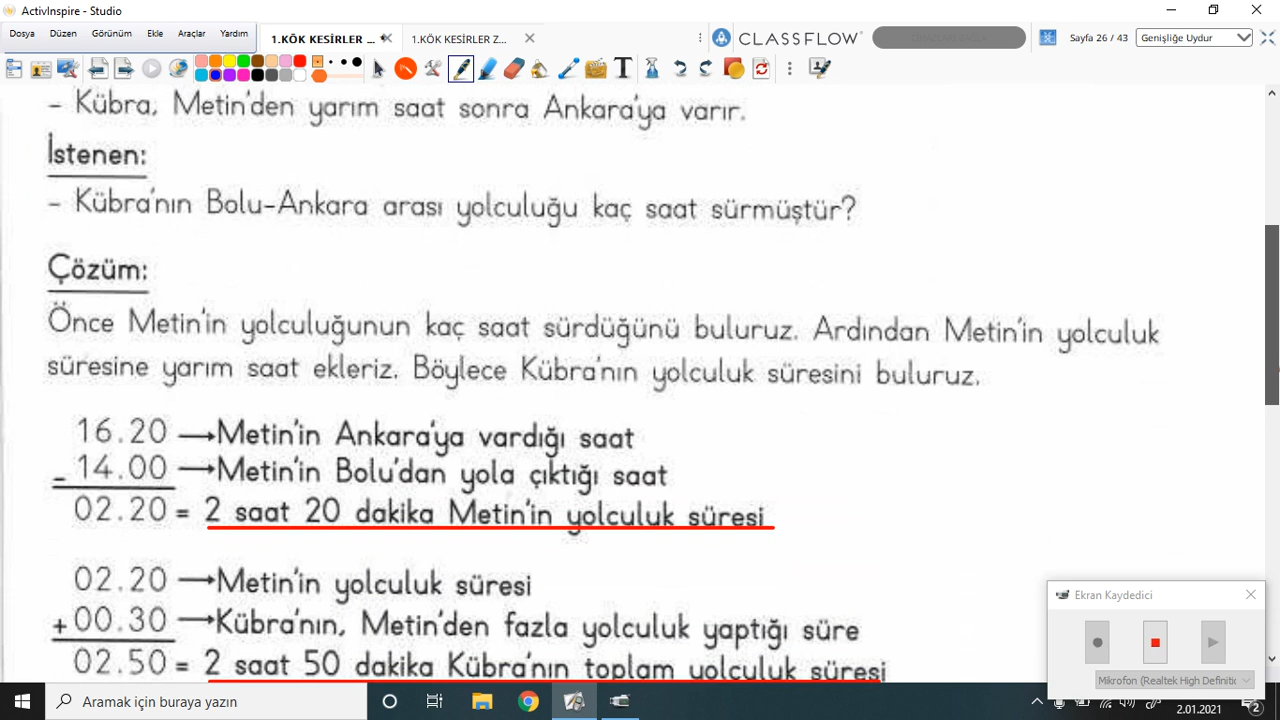 ActivInspire - Studio
Dosya Düzen Görünüm Ekle Araçlar Yardım
1.KÖK KESİRLER ...
1.KÖK KESİRLER Z...
CLASSFLOW
Sayfa 26 / 43
Genişliğe Uydur
- Kübra, Metin'den yarım saat sonra Ankara'ya varır.
İstenen:
- Kübra'nın Bolu-Ankara arası yolculuğu kaç saat sürmüştür?
Çözüm:
Önce Metin'in yolculuğunun kaç saat sürdüğünü buluruz. Ardından Metin'in yolculuk
süresine yarım saat ekleriz. Böylece Kübra'nın yolculuk süresini buluruz.
16.20 → Metin'in Ankara'ya vardığı saat
- 14.00 → Metin'in Bolu'dan yola çıktığı saat
02.20 = 2 saat 20 dakika Metin'in yolculuk süresi
02.20 → Metin'in yolculuk süresi
+ 00.30 → Kübra'nın, Metin'den fazla yolculuk yaptığı süre
02.50 = 2 saat 50 dakika Kübra'nın toplam yolculuk süresi
Ekran Kaydedici
Mikrofon (Realtek High Definitic
Aramak için buraya yazın
2.01.2021
2